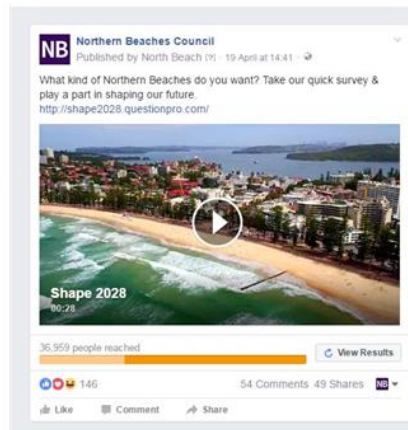 NB
Northern Beaches Council
Published by North Beach [?] · 19 April at 14:41 ·
What kind of Northern Beaches do you want? Take our quick survey &
play a part in shaping our future.
http://shape2028.questionpro.com/
Shape 2028
00:28
36,959 people reached
View Results
146
54 Comments 49 Shares
NB
Like Comment Share